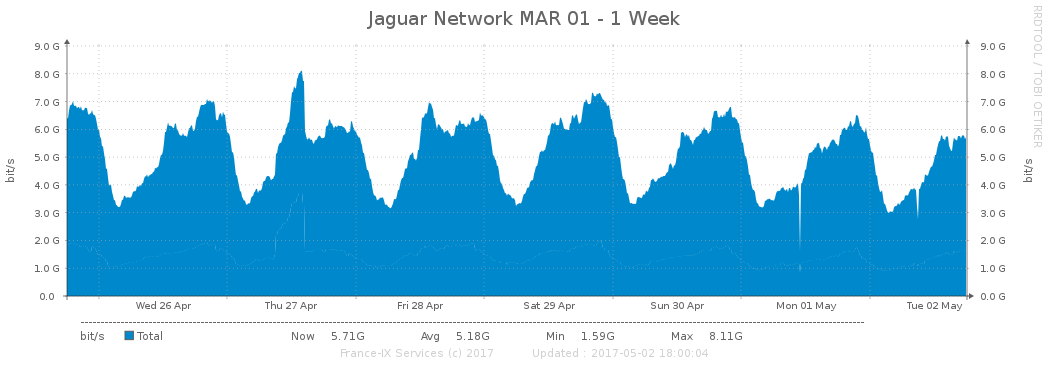 Jaguar Network MAR 01 - 1 Week
RRDTOOL / TOBI OETIKER
bit/s
9.0 G 9.0 G
8.0 G 8.0 G
7.0 G 7.0 G
6.0 G 6.0 G
5.0 G 5.0 G
4.0 G 4.0 G
3.0 G 3.0 G
2.0 G 2.0 G
1.0 G 1.0 G
0.0 0.0 G
bit/s
Wed 26 Apr Thu 27 Apr Fri 28 Apr Sat 29 Apr Sun 30 Apr Mon 01 May Tue 02 May
bit/s Total Now 5.71G Avg 5.18G Min 1.59G Max 8.11G
France-IX Services (c) 2017 Updated : 2017-05-02 18:00:04